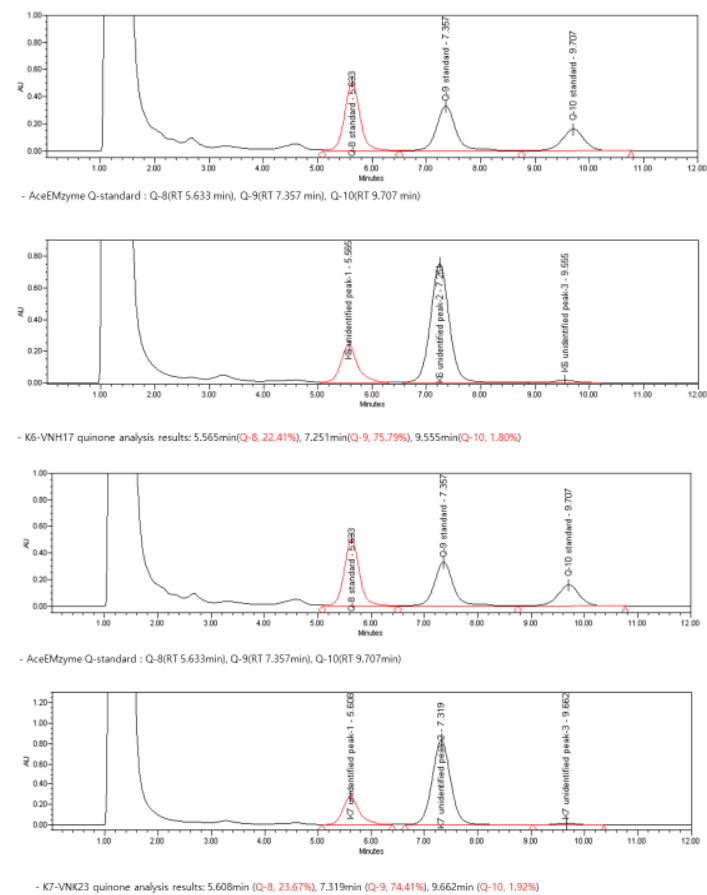 1.00
0.80
0.60
0.40
0.20
0.00
AU
Q-8 standard - 5.633
Q-9 standard - 7.357
Q-10 standard - 9.707
1.00 2.00 3.00 4.00 5.00 6.00 7.00 8.00 9.00 10.00 11.00 12.00
Minutes
- AceEMzyme Q-standard : Q-8(RT 5.633 min), Q-9(RT 7.357 min), Q-10(RT 9.707 min)
0.80
0.60
0.40
0.20
0.00
AU
K6 unidentified peak-1 - 5.565
K6 unidentified peak-2 - 7.251
K6 unidentified peak-3 - 9.555
1.00 2.00 3.00 4.00 5.00 6.00 7.00 8.00 9.00 10.00 11.00 12.00
Minutes
- K6-VNH17 quinone analysis results: 5.565min(Q-8, 22.41%), 7.251min(Q-9, 75.79%), 9.555min(Q-10, 1.80%)
1.00
0.80
0.60
0.40
0.20
0.00
AU
Q-8 standard - 5.633
Q-9 standard - 7.357
Q-10 standard - 9.707
1.00 2.00 3.00 4.00 5.00 6.00 7.00 8.00 9.00 10.00 11.00 12.00
Minutes
- AceEMzyme Q-standard : Q-8(RT 5.633min), Q-9(RT 7.357min), Q-10(RT 9.707min)
1.20
1.00
0.80
0.60
0.40
0.20
0.00
AU
K7 unidentified peak-1 - 5.608
K7 unidentified peak-2 - 7.319
K7 unidentified peak-3 - 9.662
1.00 2.00 3.00 4.00 5.00 6.00 7.00 8.00 9.00 10.00 11.00 12.00
Minutes
- K7-VNK23 quinone analysis results: 5.608min (Q-8, 23.67%), 7.319min (Q-9, 74.41%), 9.662min (Q-10, 1.92%)